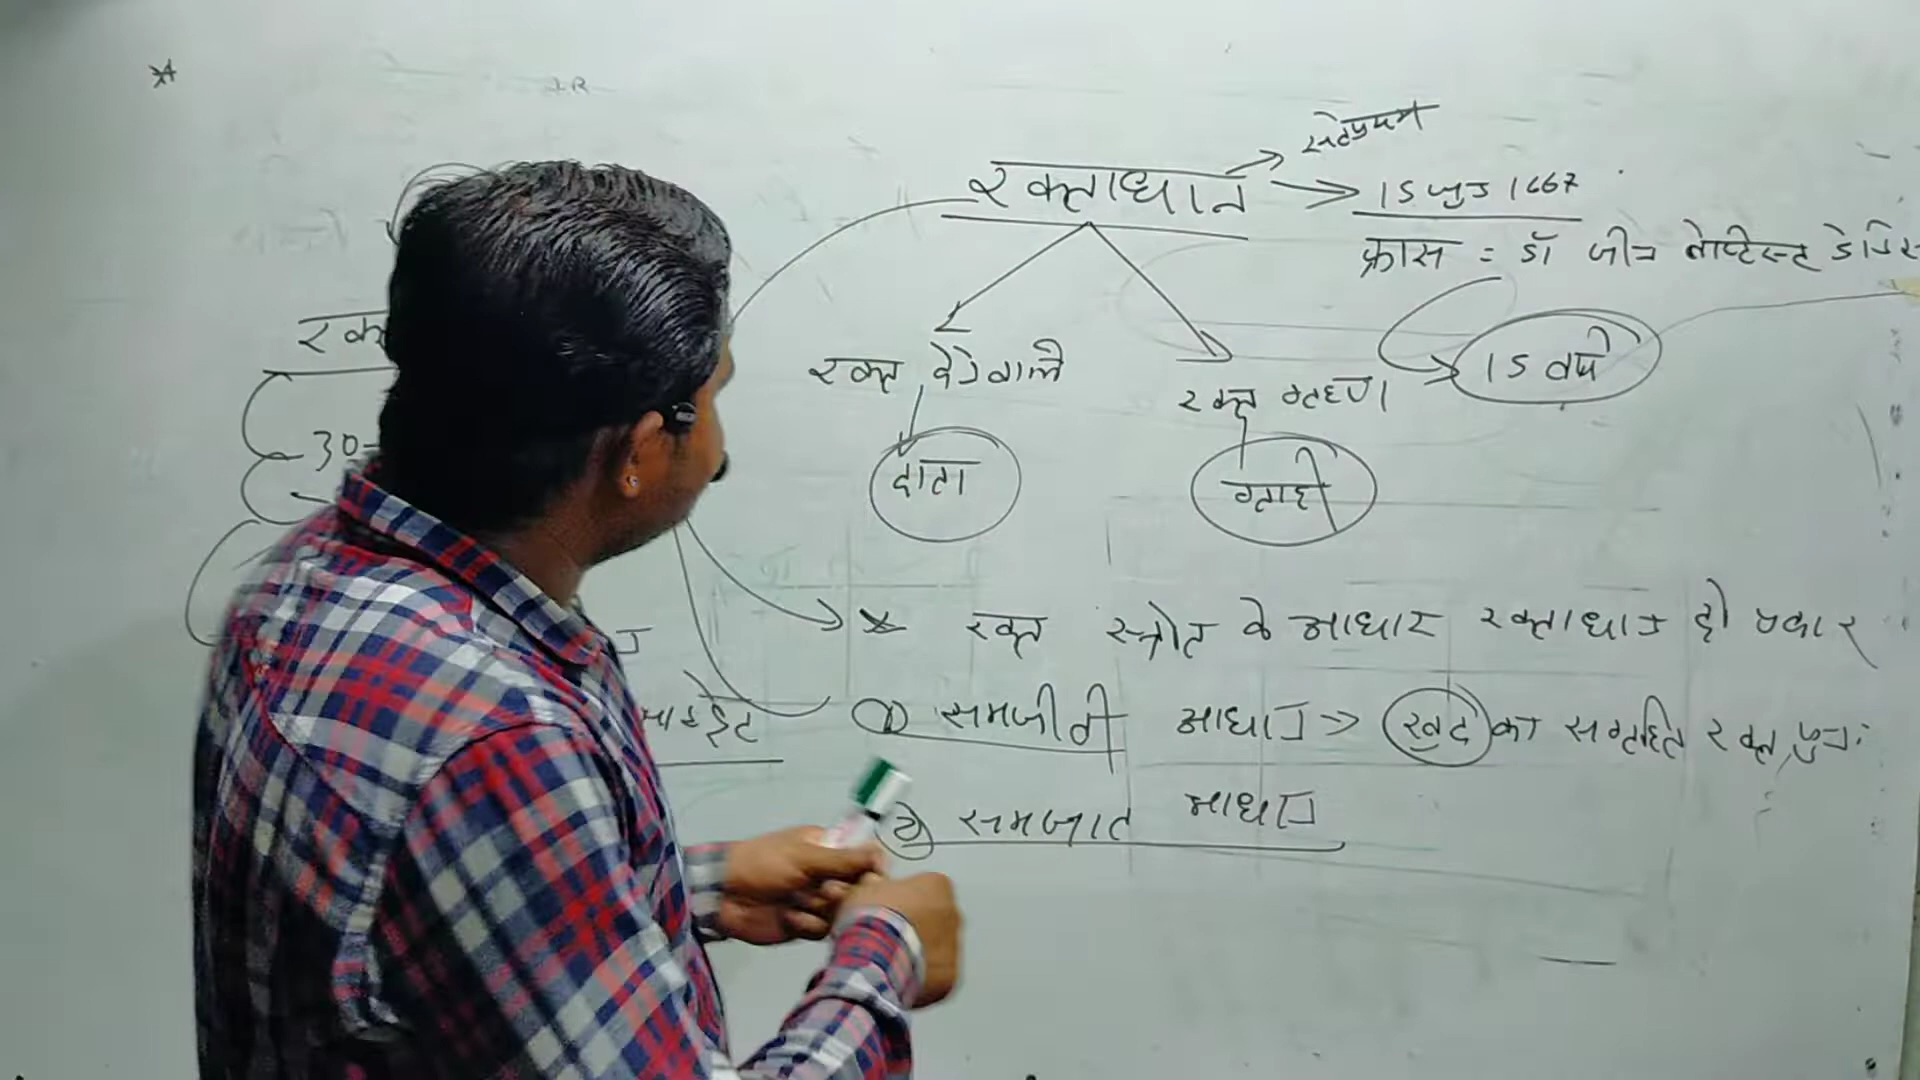 सर्वप्रथम
रक्ताधान
15 जून 1667
फ्रांस = डॉ जीन बेप्टिस्ट डेनिस
15 वर्ष
रक्त देनेवाले
रक्त ग्रहण
दाता
ग्राही
30-
रक्त स्त्रोत के आधार रक्ताधान दो प्रकार
① समजीवी आधान → खुद का सग्रहित रक्त पुनः
② समजात आधान